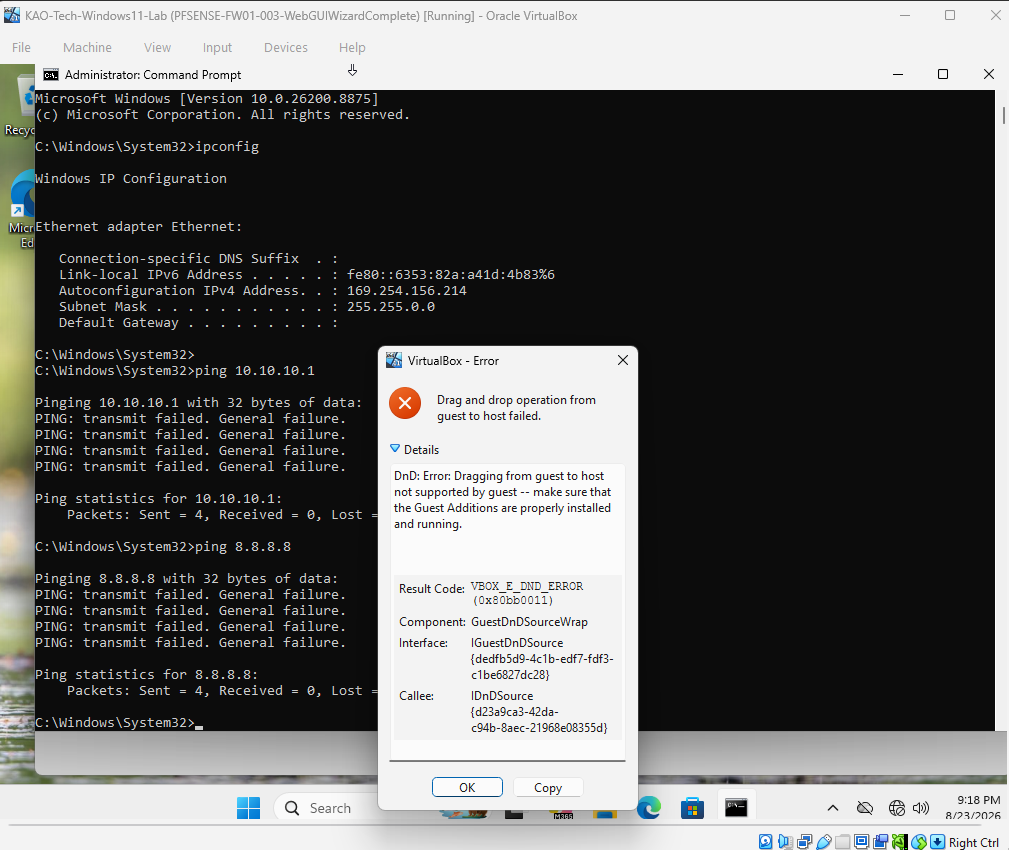 KAO-Tech-Windows11-Lab (PFSENSE-FW01-003-WebGUIWizardComplete) [Running] - Oracle VirtualBox
File Machine View Input Devices Help
Administrator: Command Prompt
Microsoft Windows [Version 10.0.26200.8875]
(c) Microsoft Corporation. All rights reserved.
C:\Windows\System32>ipconfig
Windows IP Configuration
Ethernet adapter Ethernet:
Connection-specific DNS Suffix . :
Link-local IPv6 Address . . . . . : fe80::6353:82a:a41d:4b83%6
Autoconfiguration IPv4 Address. . : 169.254.156.214
Subnet Mask . . . . . . . . . . . : 255.255.0.0
Default Gateway . . . . . . . . . :
C:\Windows\System32>
C:\Windows\System32>ping 10.10.10.1
Pinging 10.10.10.1 with 32 bytes of data:
PING: transmit failed. General failure.
PING: transmit failed. General failure.
PING: transmit failed. General failure.
PING: transmit failed. General failure.
Ping statistics for 10.10.10.1:
Packets: Sent = 4, Received = 0, Lost =
C:\Windows\System32>ping 8.8.8.8
Pinging 8.8.8.8 with 32 bytes of data:
PING: transmit failed. General failure.
PING: transmit failed. General failure.
PING: transmit failed. General failure.
PING: transmit failed. General failure.
Ping statistics for 8.8.8.8:
Packets: Sent = 4, Received = 0, Lost =
C:\Windows\System32>
Recyc
Micr
Ed
VirtualBox - Error
Drag and drop operation from
guest to host failed.
Details
DnD: Error: Dragging from guest to host
not supported by guest -- make sure that
the Guest Additions are properly installed
and running.
Result Code: VBOX_E_DND_ERROR
(0x80bb0011)
Component: GuestDnDSourceWrap
Interface: IGuestDnDSource
{dedfb5d9-4c1b-edf7-fdf3-
c1be6827dc28}
Callee: IDnDSource
{d23a9ca3-42da-
c94b-8aec-21968e08355d}
OK Copy
Search
M365
9:18 PM
8/23/2026
Right Ctrl